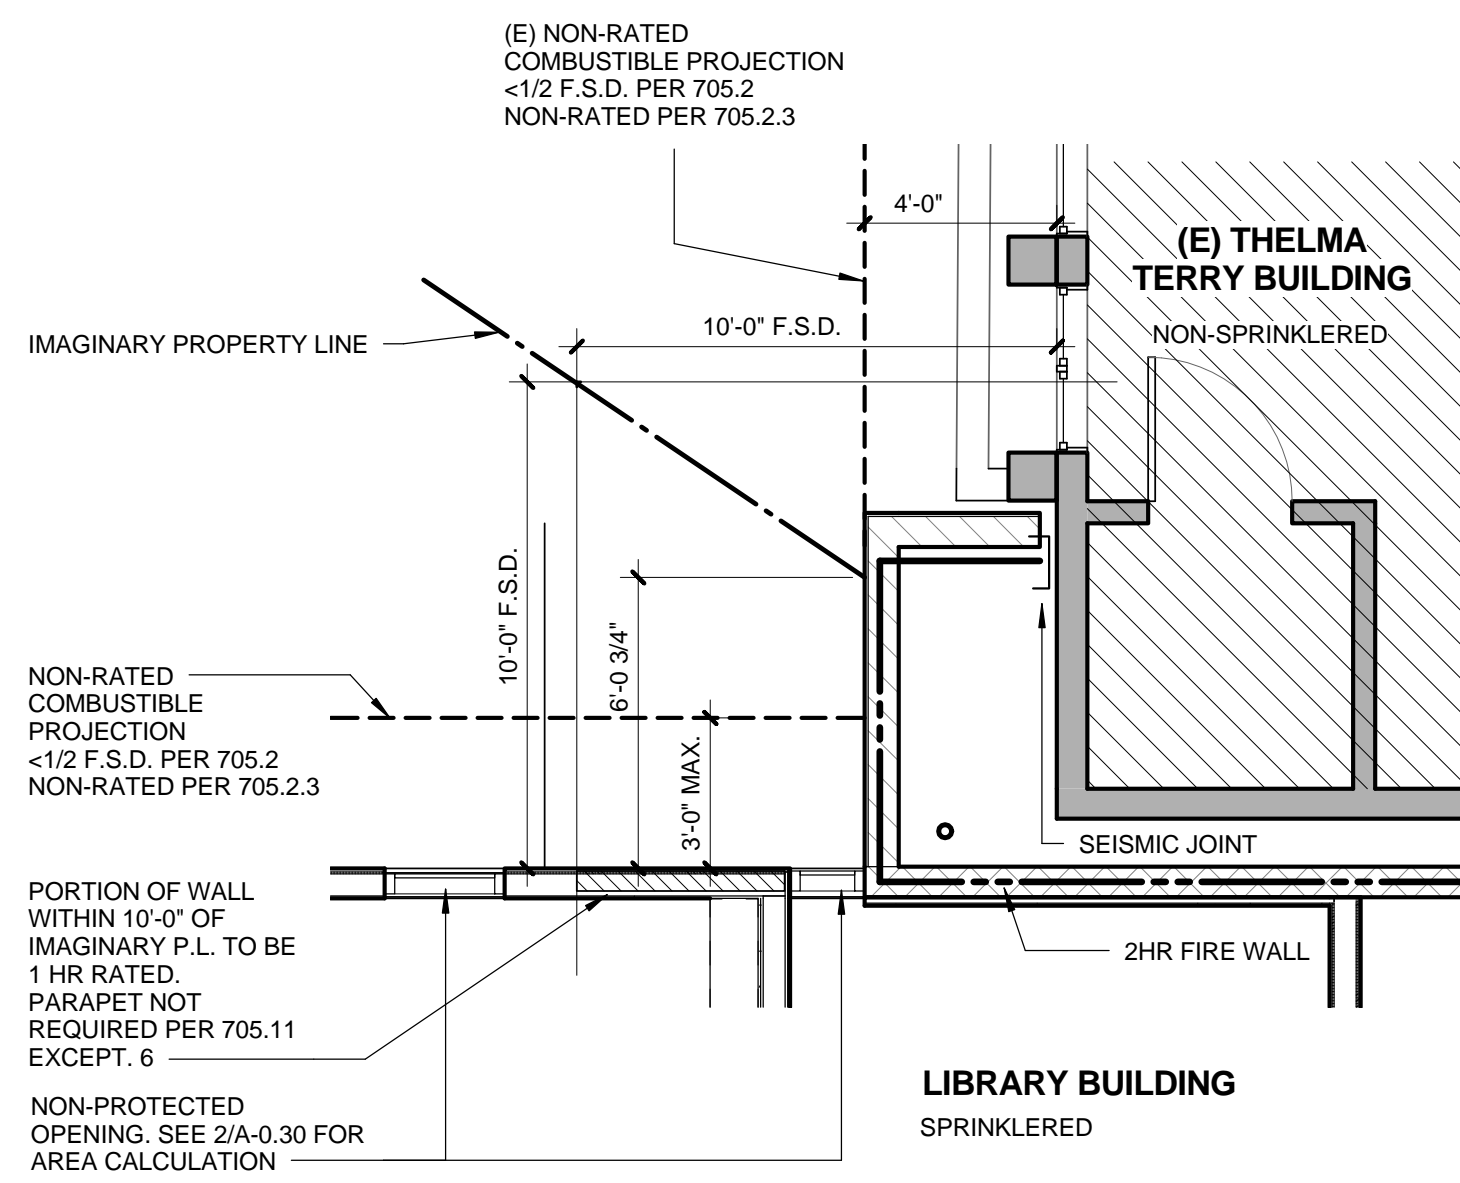 (E) NON-RATED
COMBUSTIBLE PROJECTION
<1/2 F.S.D. PER 705.2
NON-RATED PER 705.2.3
4'-0"
(E) THELMA
TERRY BUILDING
NON-SPRINKLERED
IMAGINARY PROPERTY LINE
10'-0" F.S.D.
10'-0" F.S.D.
6'-0 3/4"
3'-0" MAX.
NON-RATED
COMBUSTIBLE
PROJECTION
<1/2 F.S.D. PER 705.2
NON-RATED PER 705.2.3
SEISMIC JOINT
PORTION OF WALL
WITHIN 10'-0" OF
IMAGINARY P.L. TO BE
1 HR RATED.
PARAPET NOT
REQUIRED PER 705.11
EXCEPT. 6
2HR FIRE WALL
LIBRARY BUILDING
SPRINKLERED
NON-PROTECTED
OPENING. SEE 2/A-0.30 FOR
AREA CALCULATION